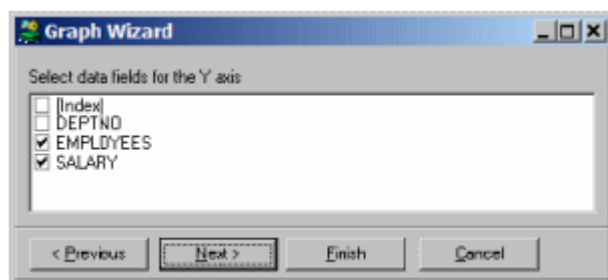 Graph Wizard
Select data fields for the Y axis
[Index]
DEPTNO
EMPLOYEES
SALARY
< Previous Next > Finish Cancel